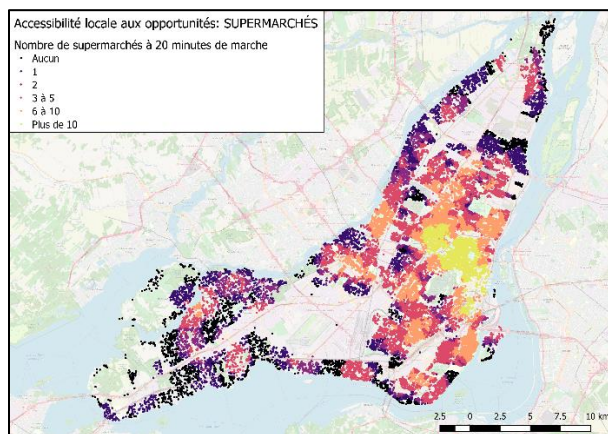 Accessibilité locale aux opportunités: SUPERMARCHÉS
Nombre de supermarchés à 20 minutes de marche
Aucun
1
2
3 à 5
6 à 10
Plus de 10
2.5 0 2.5 5 7.5 10 km